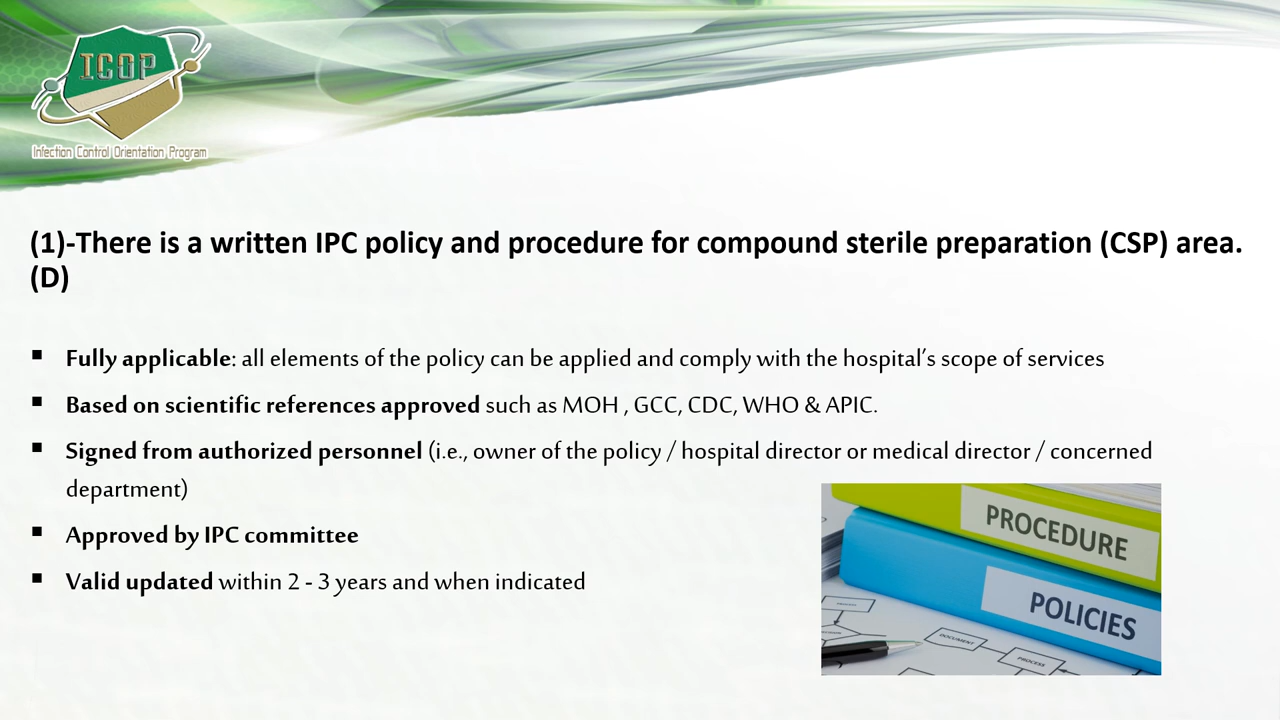 ICOP
Infection Control Orientation Program
(1)-There is a written IPC policy and procedure for compound sterile preparation (CSP) area.
(D)
▪ Fully applicable: all elements of the policy can be applied and comply with the hospital’s scope of services
▪ Based on scientific references approved such as MOH , GCC, CDC, WHO & APIC.
▪ Signed from authorized personnel (i.e., owner of the policy / hospital director or medical director / concerned
department)
▪ Approved by IPC committee
▪ Valid updated within 2 - 3 years and when indicated
PROCEDURE
POLICIES
DOCUMENT
PROCESS